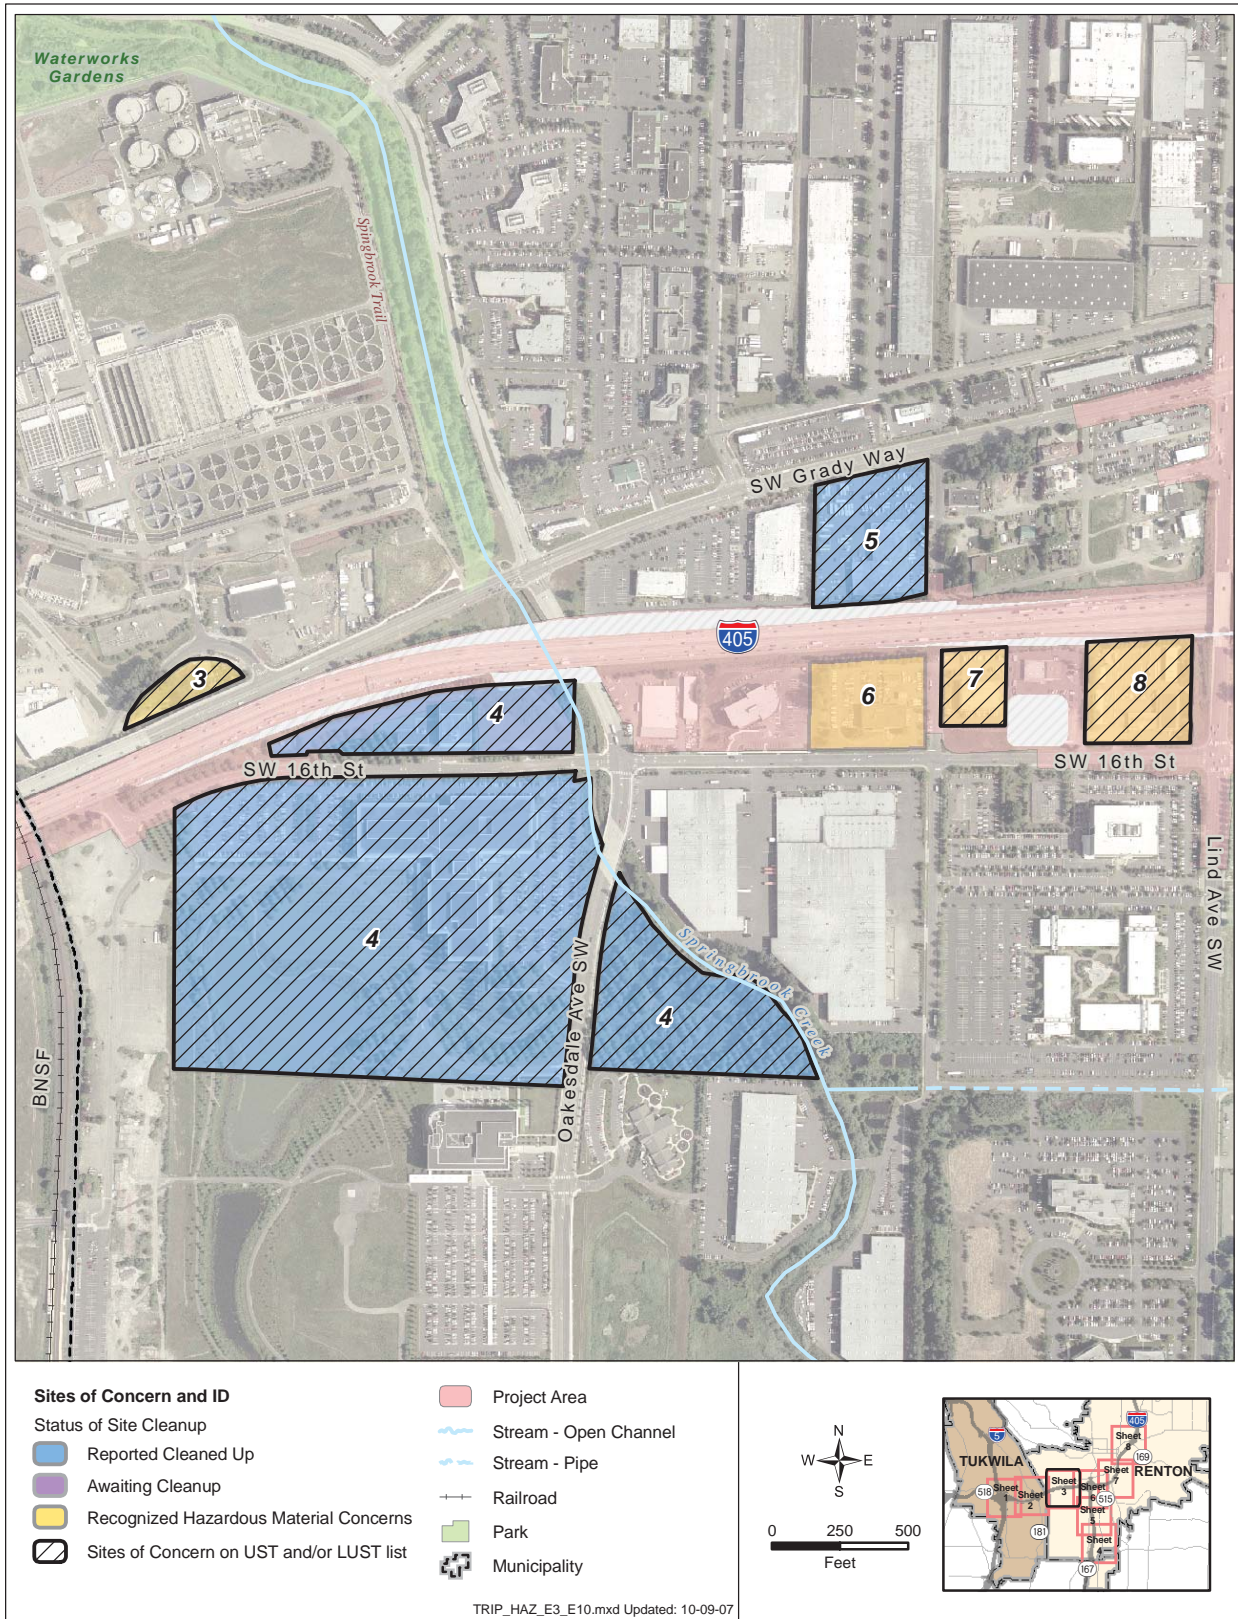 Waterworks
Gardens
Spingbrook Trail
SW Grady Way
5
405
3
4
6
7
8
SW 16th St
SW 16th St
4
4
Springbrook Creek
Oakesdale Ave SW
Lind Ave SW
BNSF
Sites of Concern and ID
Status of Site Cleanup
Reported Cleaned Up
Awaiting Cleanup
Recognized Hazardous Material Concerns
Sites of Concern on UST and/or LUST list
Project Area
Stream - Open Channel
Stream - Pipe
Railroad
Park
Municipality
TRIP_HAZ_E3_E10.mxd Updated: 10-09-07
N
W
E
S
0
250
500
Feet
405
5
Sheet
8
TUKWILA
169
RENTON
Sheet
7
518
Sheet
1
Sheet
2
Sheet
3
Sheet
6
515
Sheet
5
181
Sheet
4
167